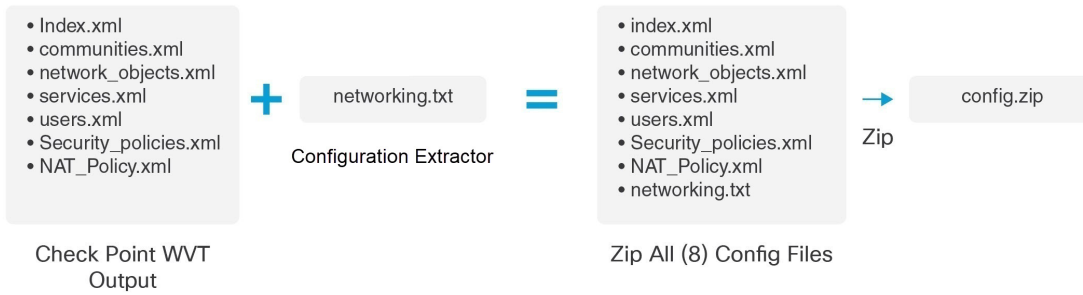 • Index.xml
• communities.xml
• network_objects.xml
• services.xml
• users.xml
• Security_policies.xml
• NAT_Policy.xml
Check Point WVT
Output
+
networking.txt
Configuration Extractor
=
• index.xml
• communities.xml
• network_objects.xml
• services.xml
• users.xml
• Security_policies.xml
• NAT_Policy.xml
• networking.txt
Zip All (8) Config Files
Zip
config.zip